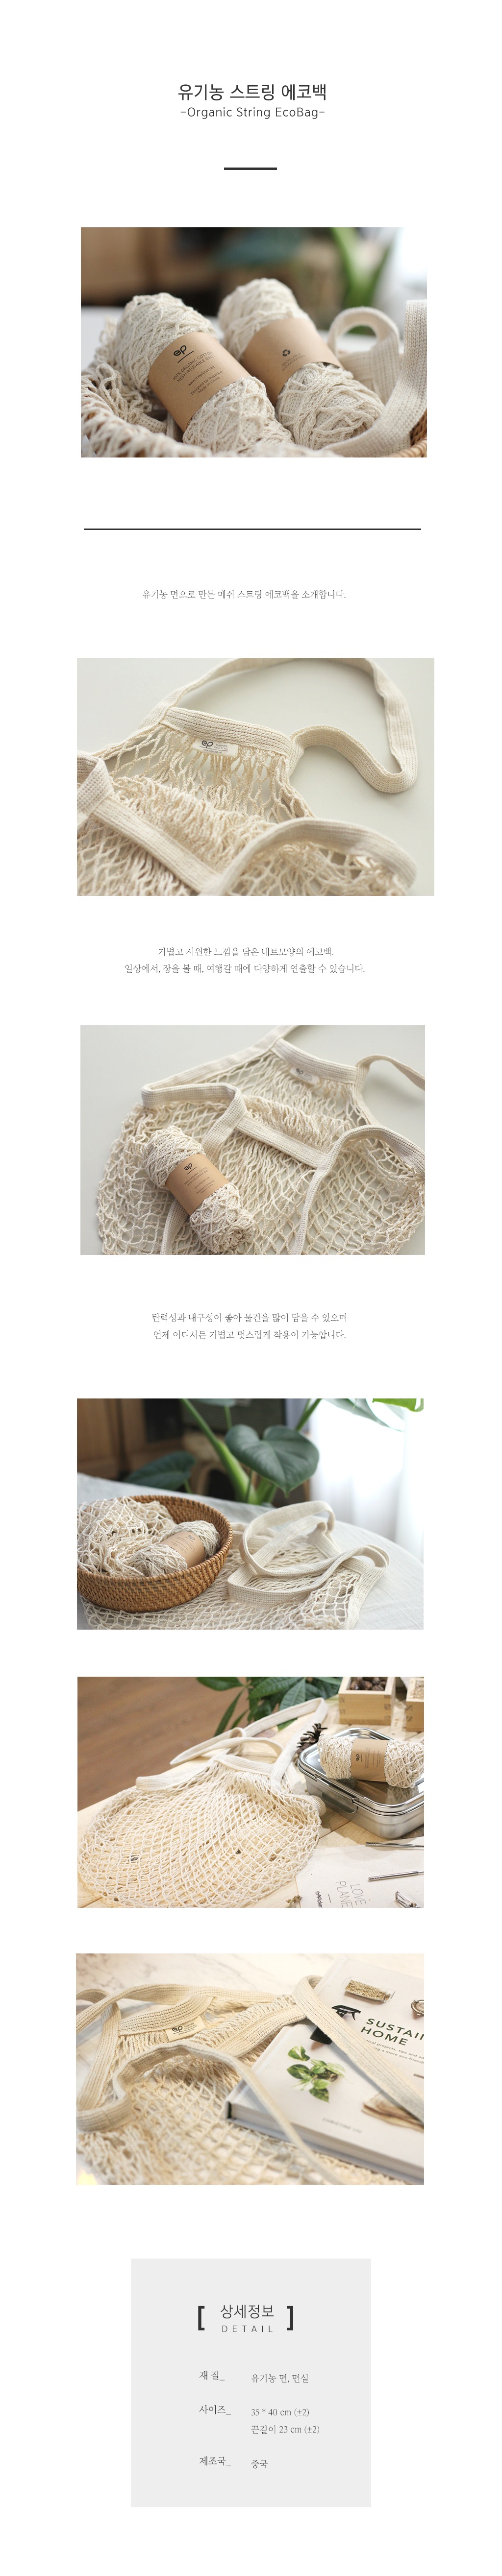 유기농 스트링 에코백
-Organic String EcoBag-
유기농 면으로 만든 메쉬 스트링 에코백을 소개합니다.
가볍고 시원한 느낌을 담은 네트모양의 에코백.
일상에서, 장을 볼 때, 여행갈 때에 다양하게 연출할 수 있습니다.
탄력성과 내구성이 좋아 물건을 많이 담을 수 있으며
언제 어디서든 가볍고 멋스럽게 착용이 가능합니다.
LOVE
PLANE
SUSTAI
HOME
[ 상세정보 ]
DETAIL
재 질_ 유기농 면, 면실
사이즈_ 35 * 40 cm (±2)
끈길이 23 cm (±2)
제조국_ 중국